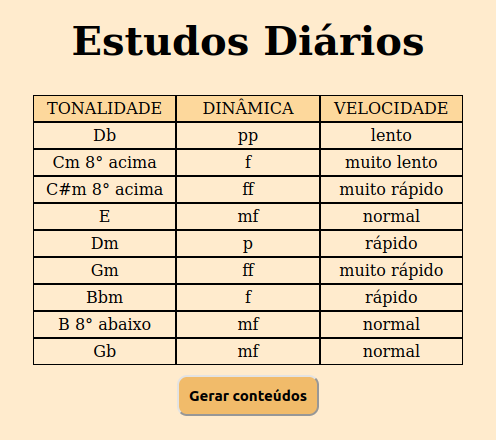 Estudos Diários
TONALIDADE DINÂMICA VELOCIDADE
Db pp lento
Cm 8° acima f muito lento
C#m 8° acima ff muito rápido
E mf normal
Dm p rápido
Gm ff muito rápido
Bbm f rápido
B 8° abaixo mf normal
Gb mf normal
Gerar conteúdos